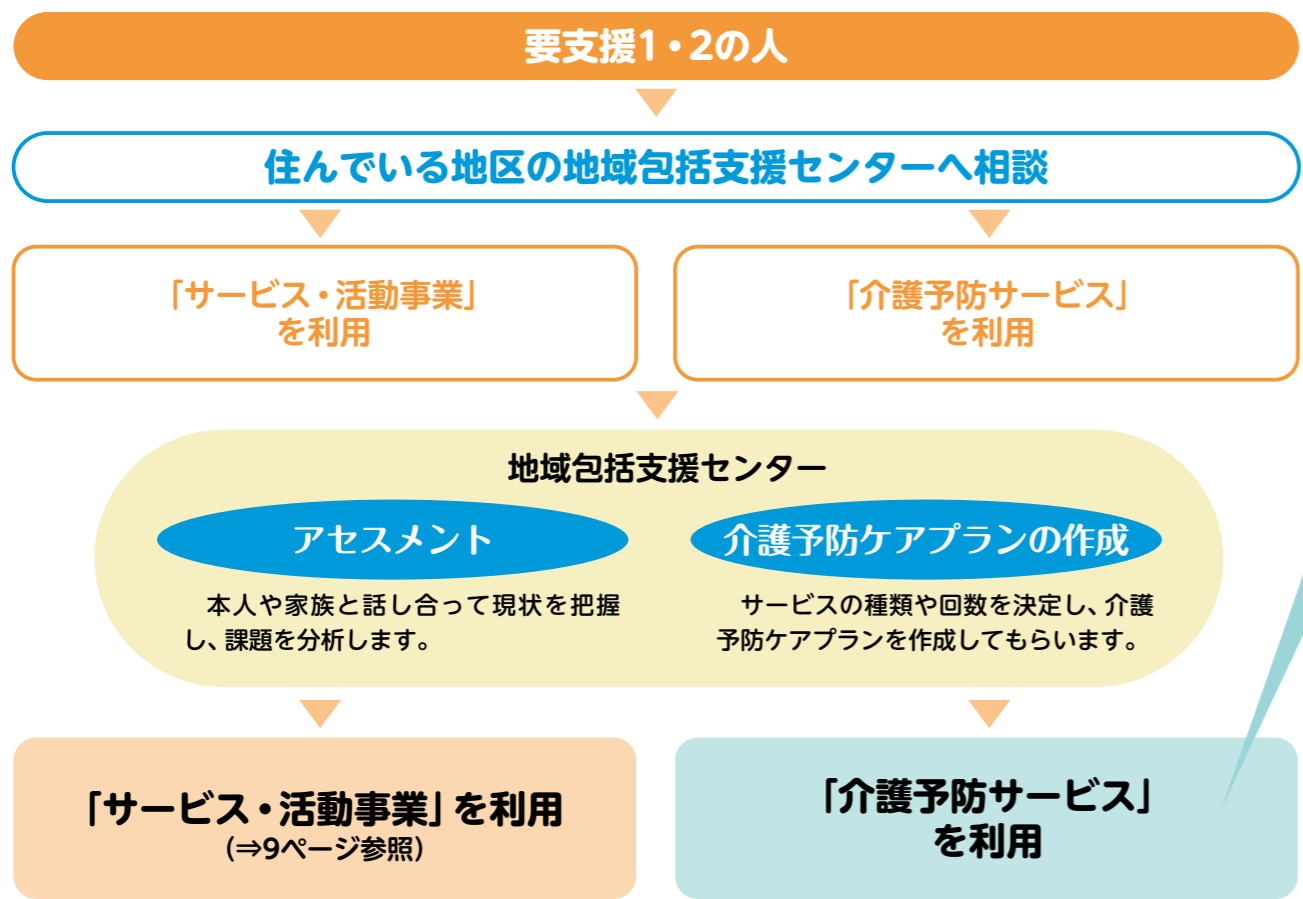 要支援1・2の人
住んでいる地区の地域包括支援センターへ相談
「サービス・活動事業」
を利用
「介護予防サービス」
を利用
地域包括支援センター
アセスメント
本人や家族と話し合って現状を把握
し、課題を分析します。
介護予防ケアプランの作成
サービスの種類や回数を決定し、介護
予防ケアプランを作成してもらいます。
「サービス・活動事業」を利用
(⇒9ページ参照)
「介護予防サービス」
を利用